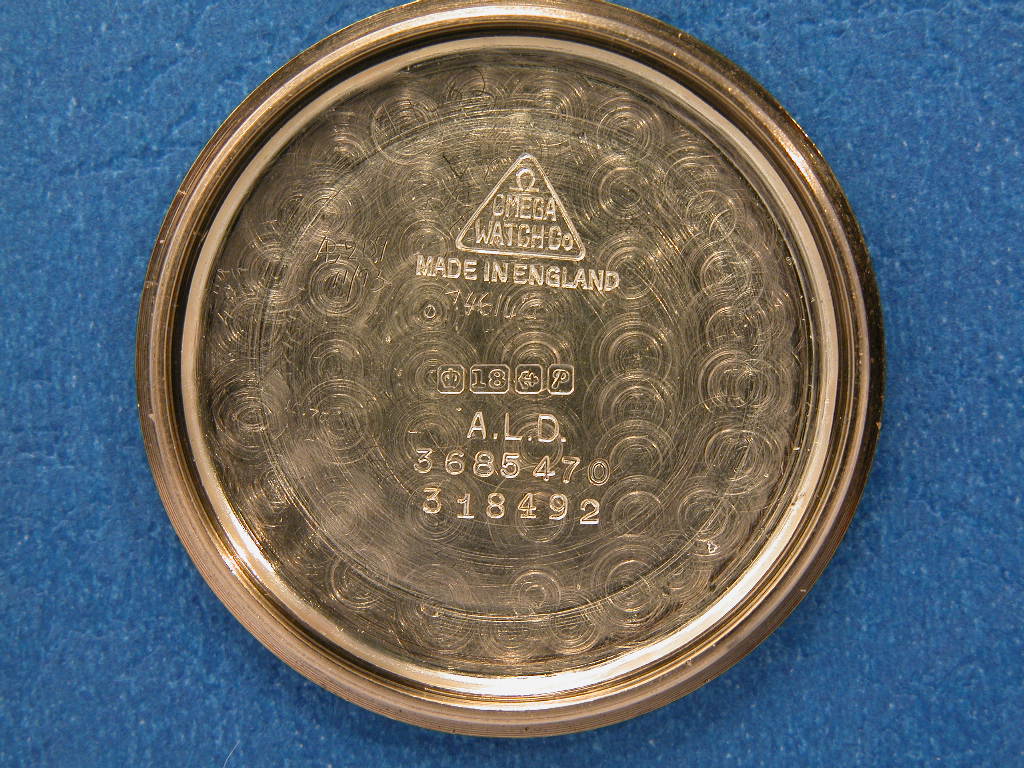 Ω
OMEGA
WATCH Co
MADE IN ENGLAND
18 P
A.L.D.
3685470
318492